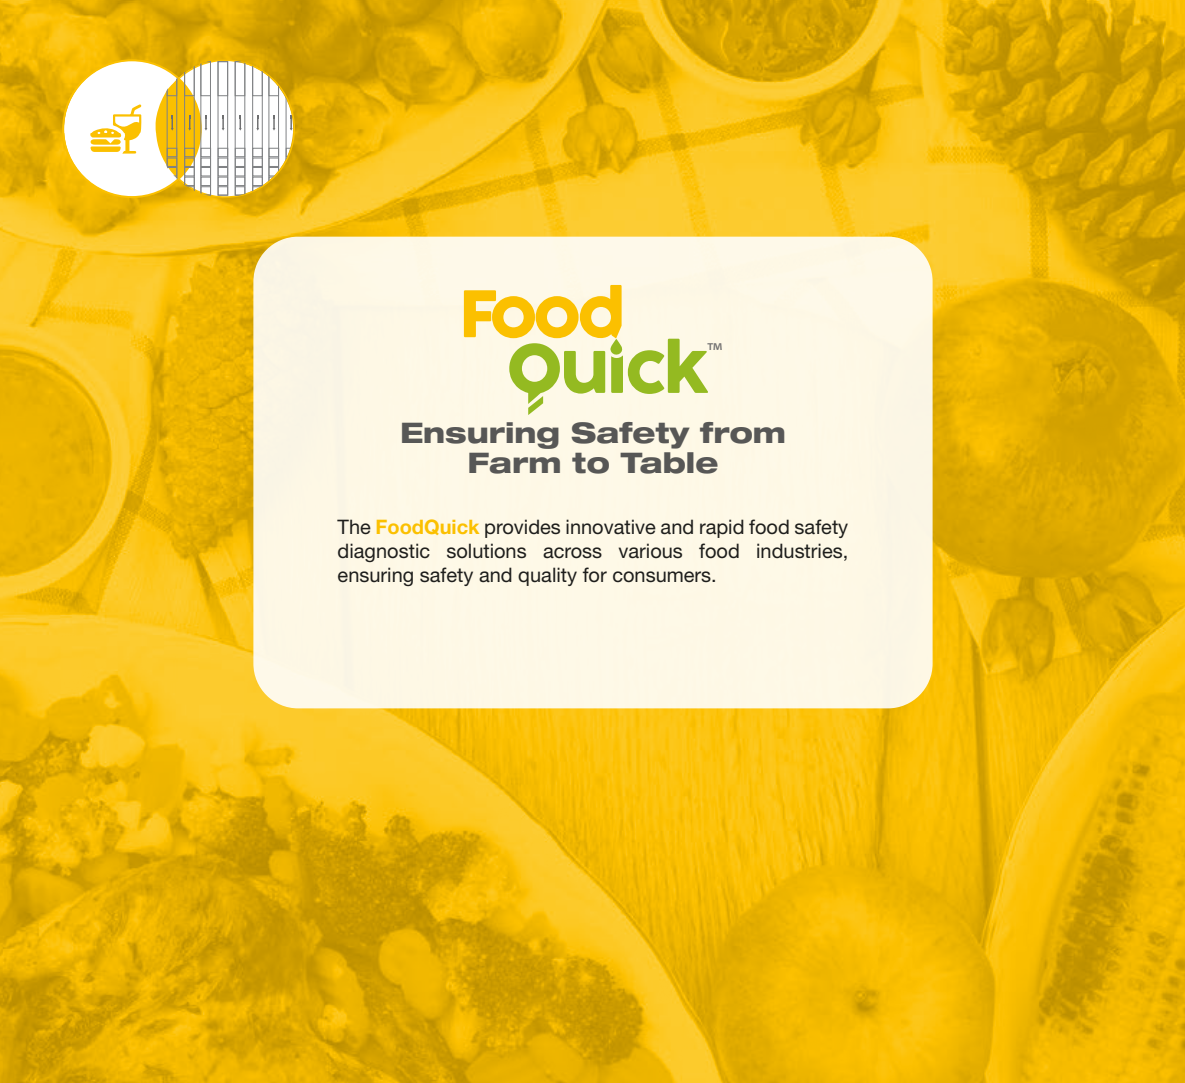 Food
Quick™
Ensuring Safety from
Farm to Table
The FoodQuick provides innovative and rapid food safety
diagnostic solutions across various food industries,
ensuring safety and quality for consumers.